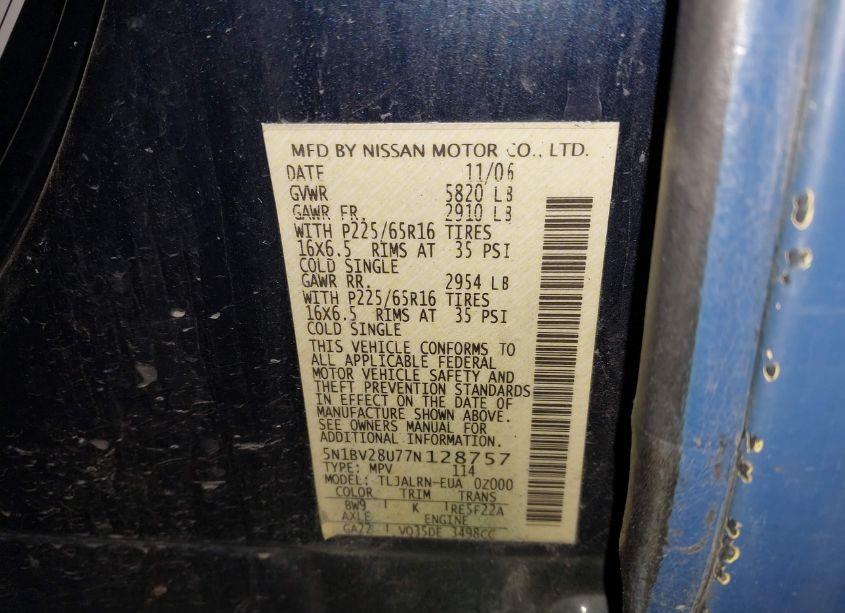 MFD BY NISSAN MOTOR CO., LTD.
DATE 11/06
GVWR 5820 LB
GAWR FR. 2910 LB
WITH P225/65R16 TIRES
16X6.5 RIMS AT 35 PSI
COLD SINGLE
GAWR RR. 2954 LB
WITH P225/65R16 TIRES
16X6.5 RIMS AT 35 PSI
COLD SINGLE
THIS VEHICLE CONFORMS TO
ALL APPLICABLE FEDERAL
MOTOR VEHICLE SAFETY AND
THEFT PREVENTION STANDARDS
IN EFFECT ON THE DATE OF
MANUFACTURE SHOWN ABOVE.
SEE OWNERS MANUAL FOR
ADDITIONAL INFORMATION.
5N1BV28U77N128757
TYPE: MPV 114
MODEL: TLJALRN-EUA 0Z000
COLOR TRIM TRANS
BW9 K RE5F22A
AXLE ENGINE
GA22 VQ35DE 3498CC